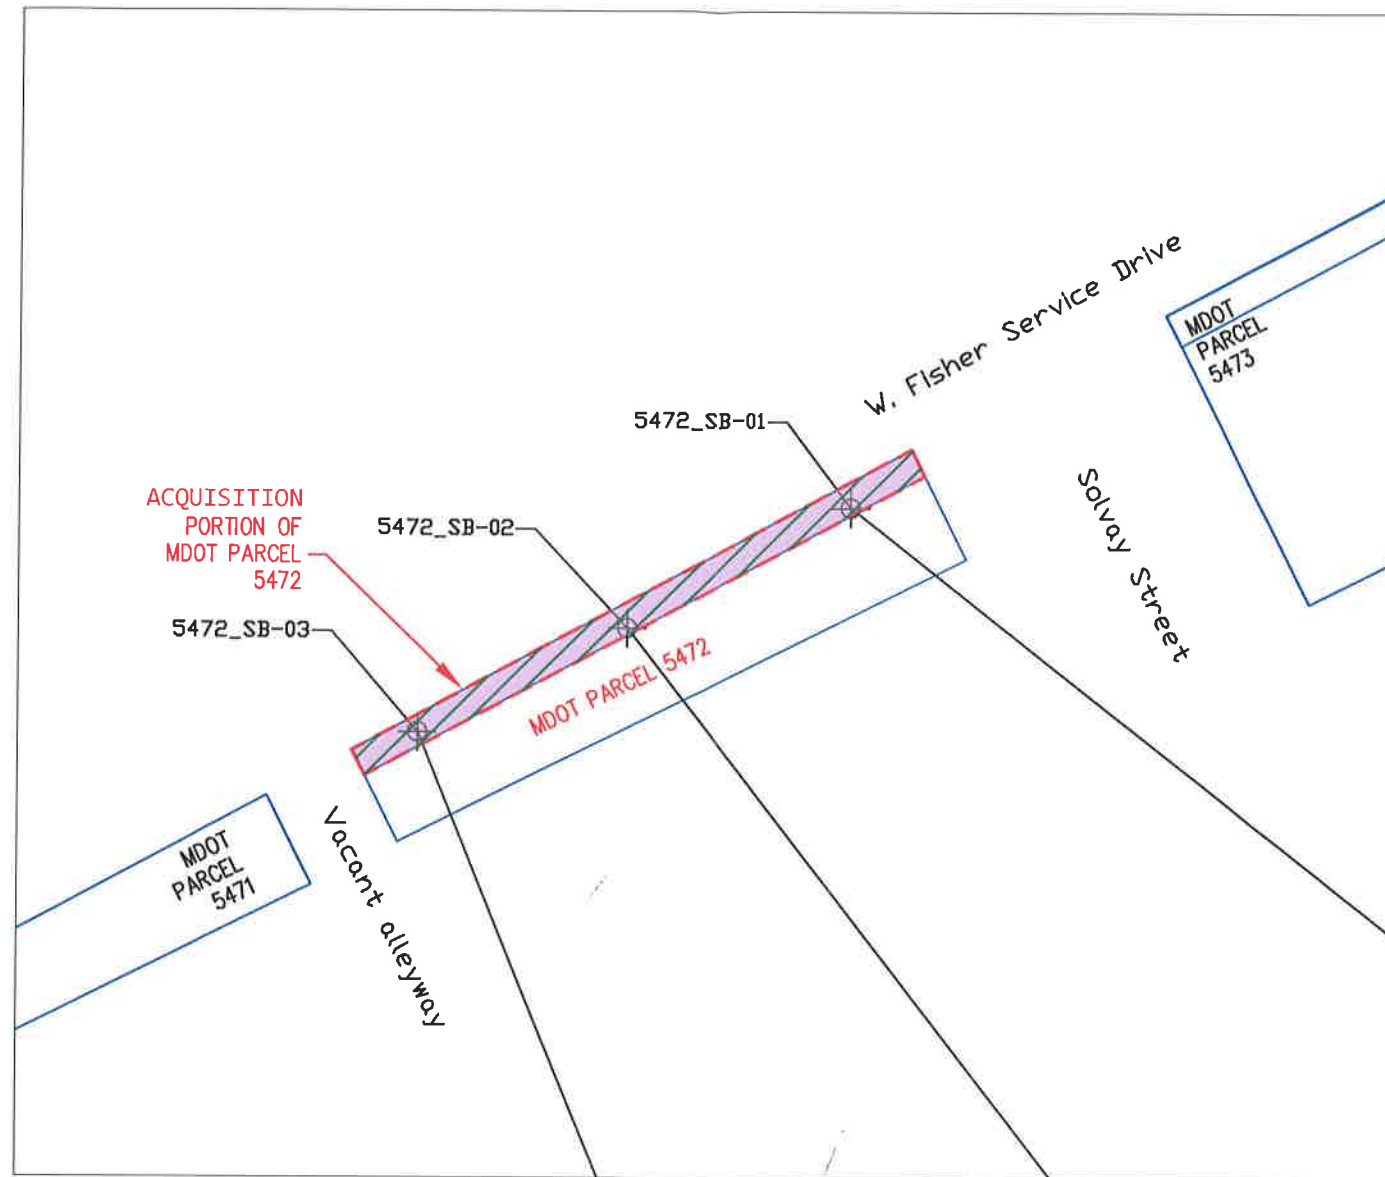 W. Fisher Service Drive
MDOT
PARCEL
5473
5472_SB-01
Solvay Street
ACQUISITION
PORTION OF
MDOT PARCEL
5472
5472_SB-02
5472_SB-03
MDOT PARCEL 5472
MDOT
PARCEL
5471
Vacant alleyway